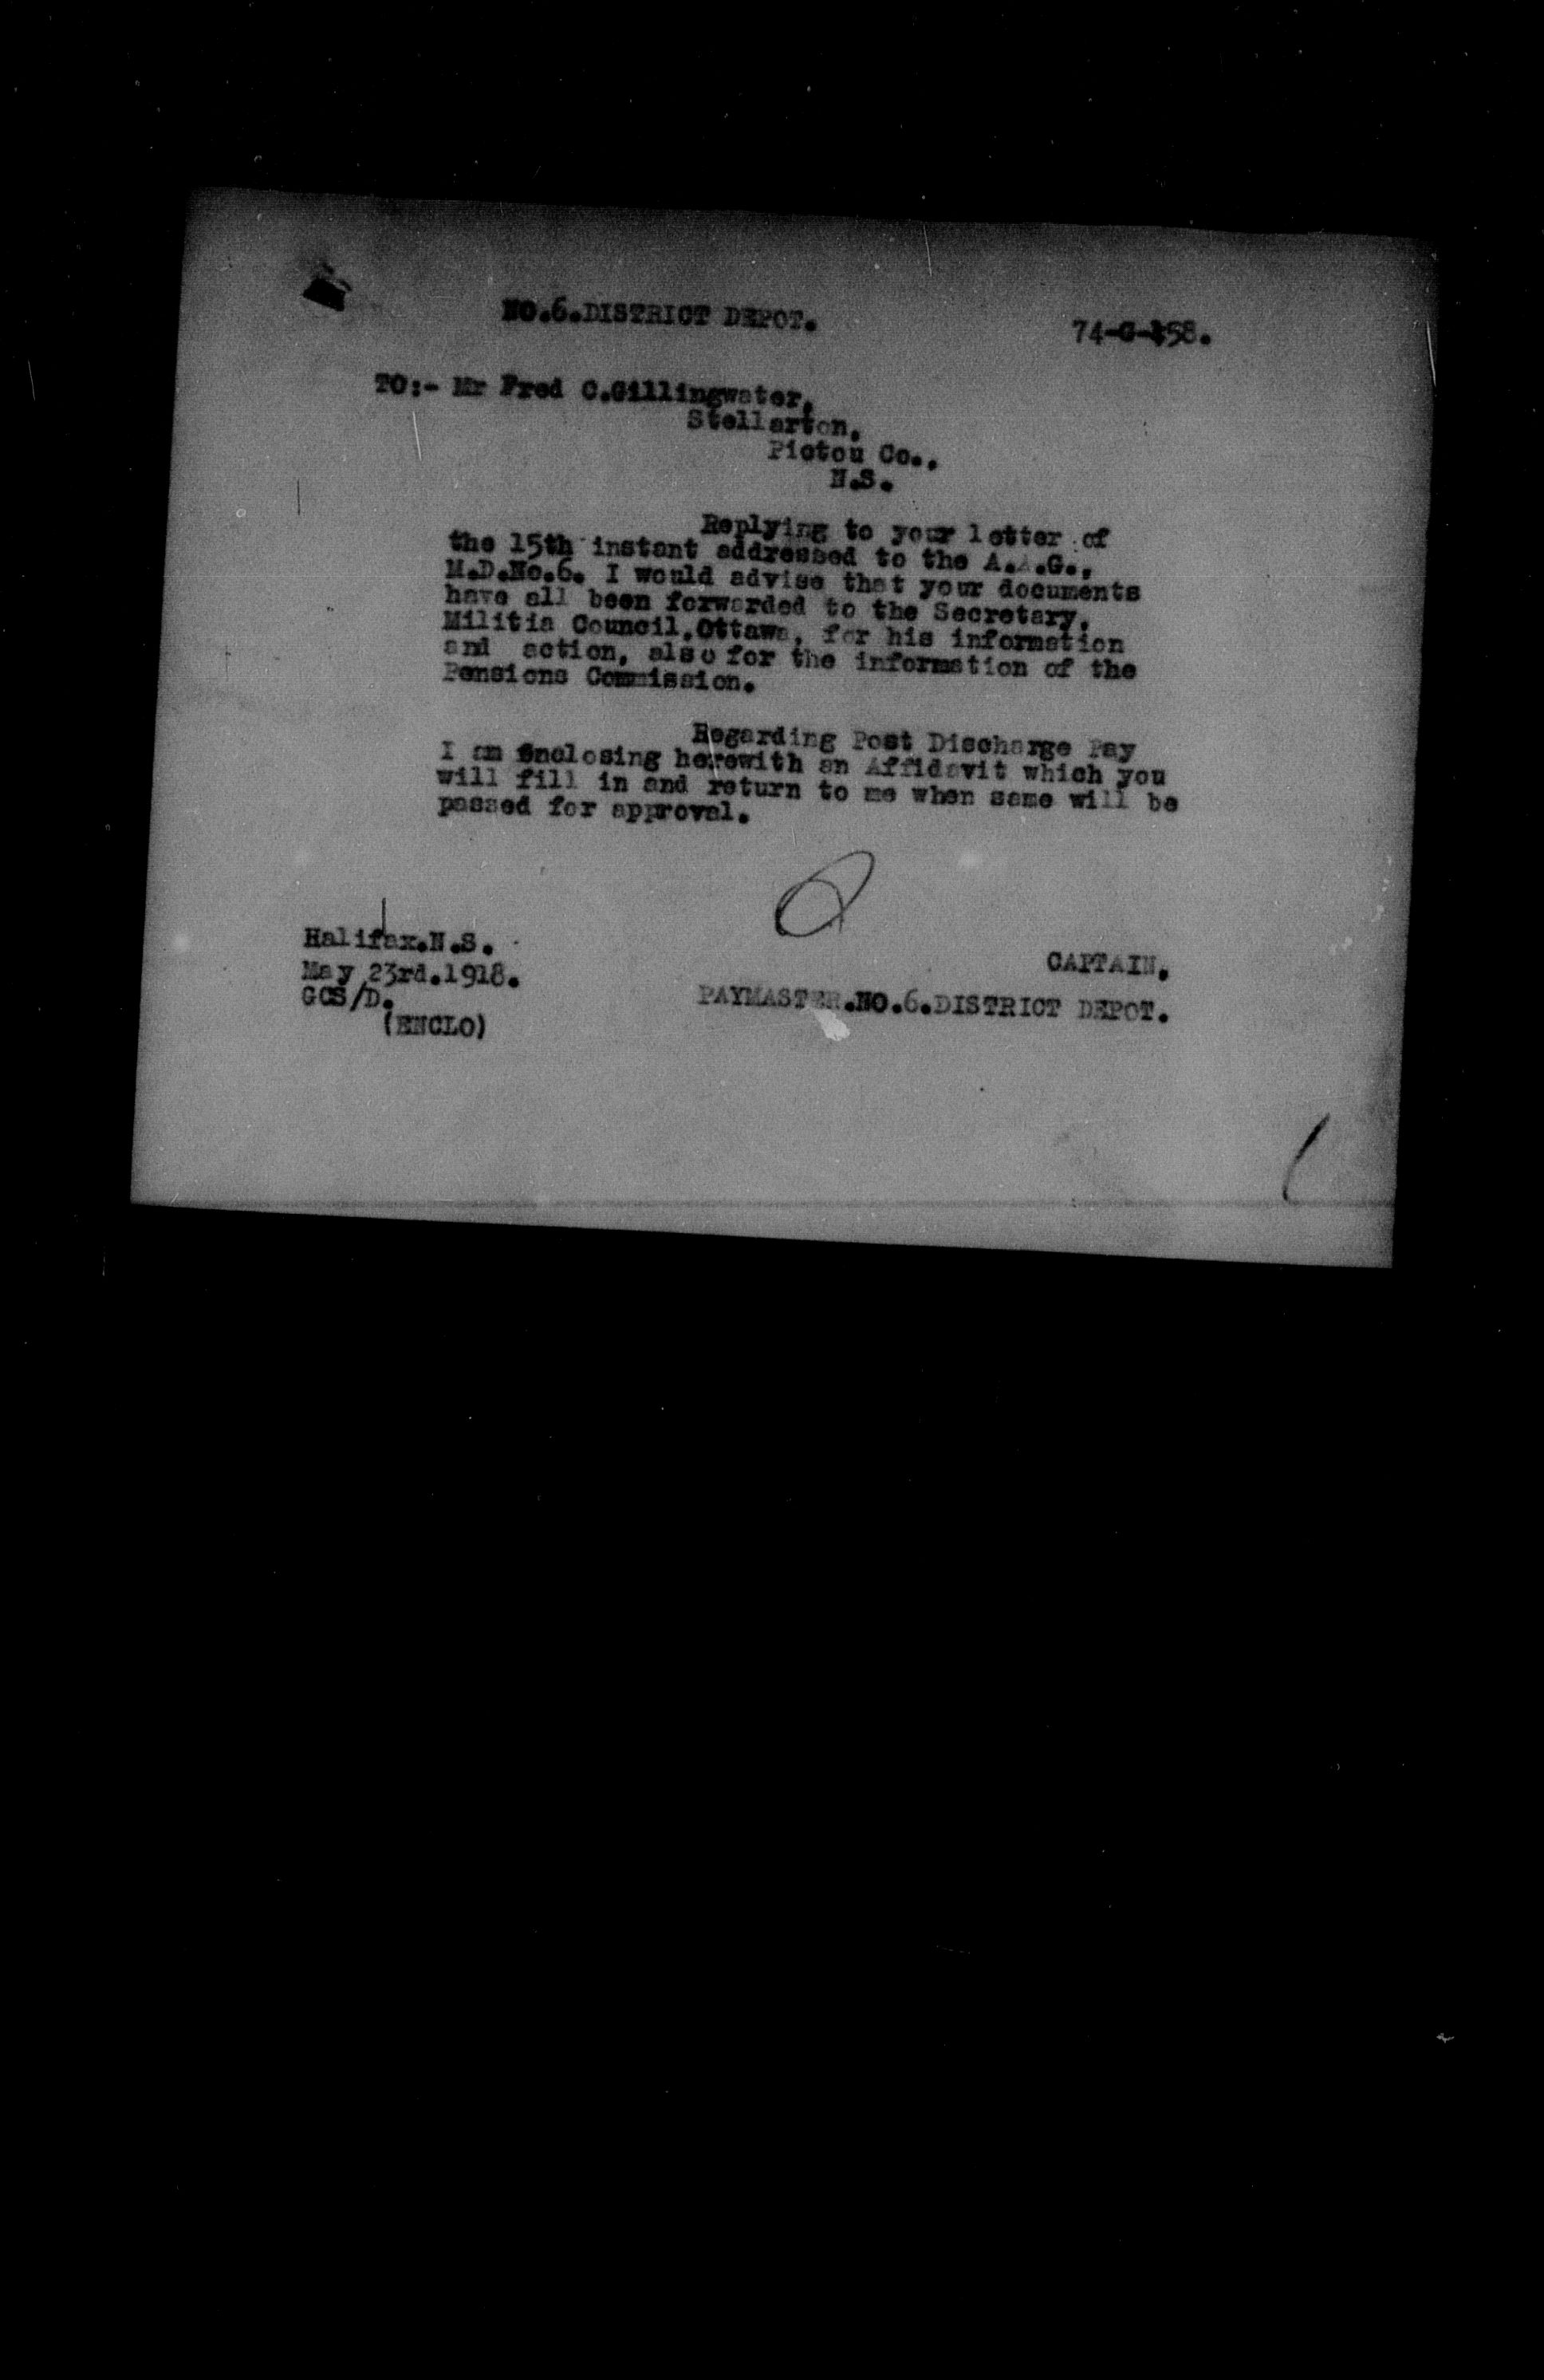 NO.6.DISTRICT DEPOT.
74-G-158.
TO:- Mr Fred C.Gillingwater,
Stellarton,
Pictou Co.,
N.S.
Replying to your letter of
the 15th instant addressed to the A.A.G.,
M.D.No.6. I would advise that your documents
have all been forwarded to the Secretary,
Militia Council,Ottawa, for his information
and action, also for the information of the
Pensions Commission.
Regarding Post Discharge Pay
I am enclosing herewith an Affidavit which you
will fill in and return to me when same will be
passed for approval.
Halifax.N.S.
May 23rd.1918.
GCS/D.
(ENCLO)
CAPTAIN,
PAYMASTER.NO.6.DISTRICT DEPOT.